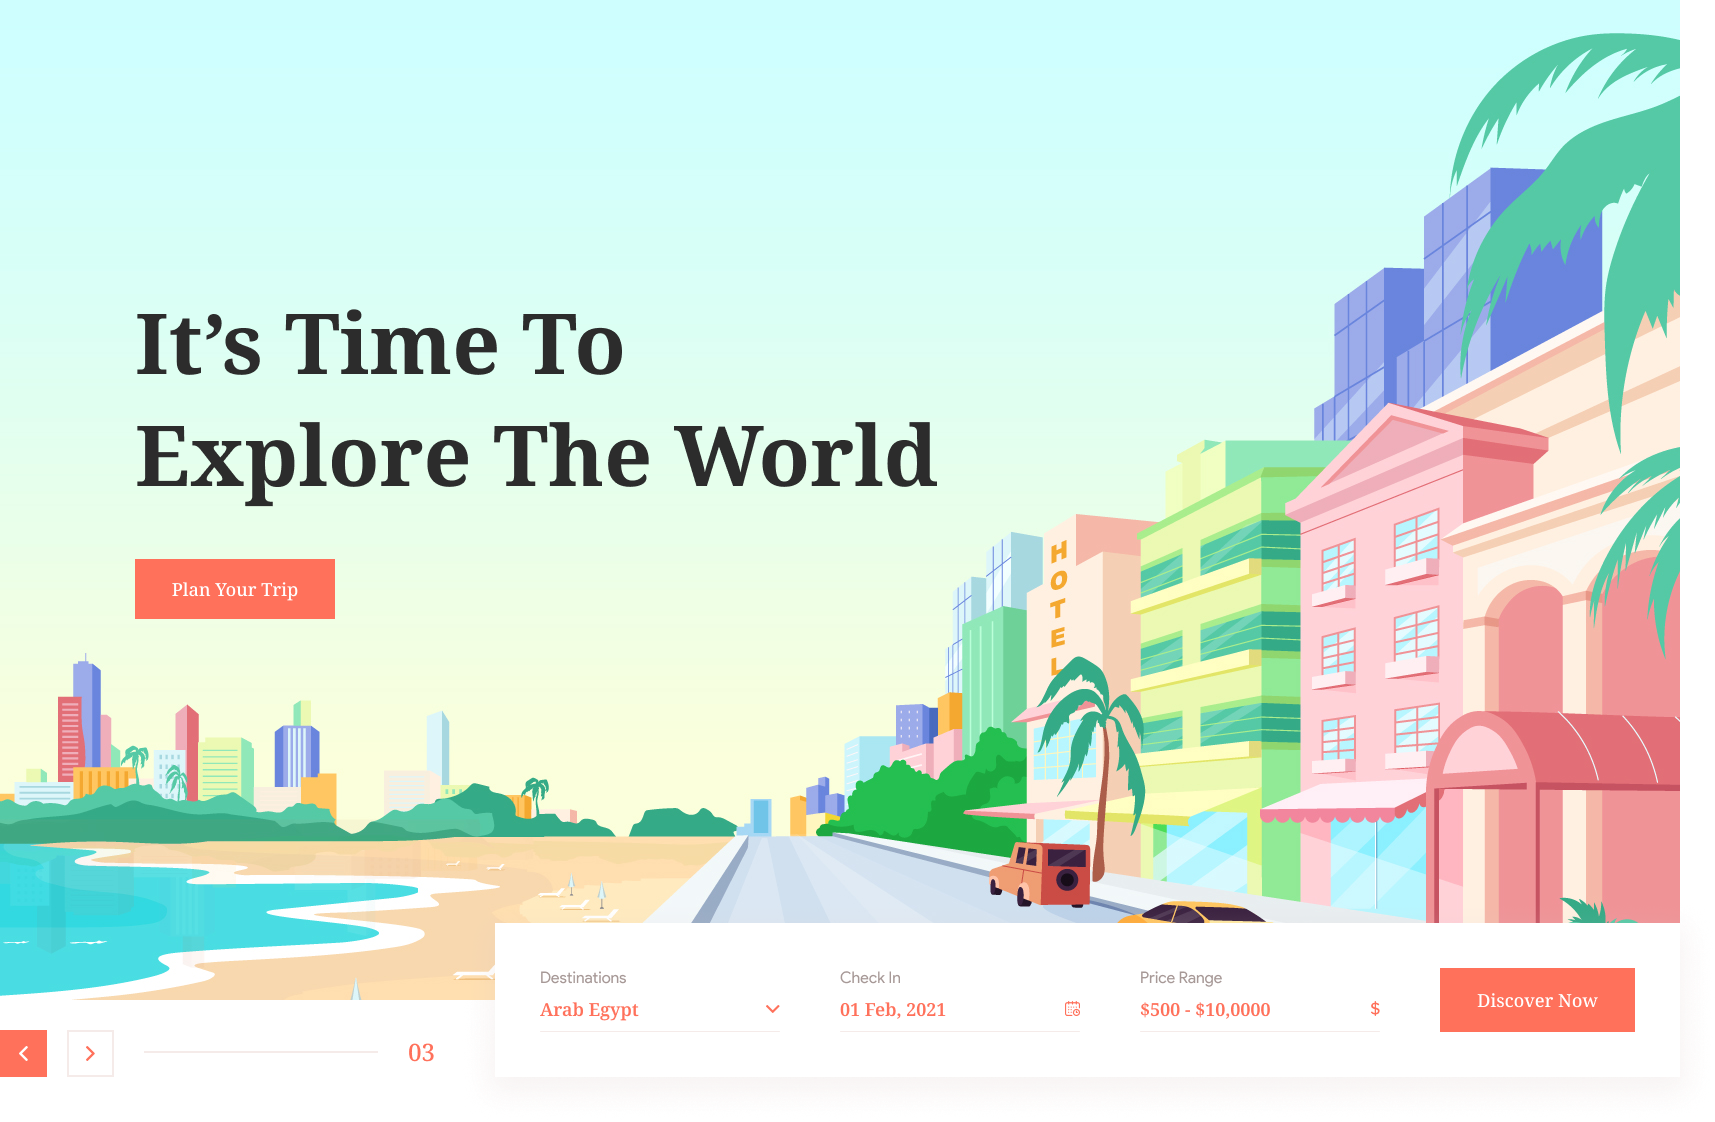 It’s Time To
Explore The World
Plan Your Trip
HOTEL
Destinations
Arab Egypt
Check In
01 Feb, 2021
Price Range
$500 - $10,0000
$
Discover Now
03